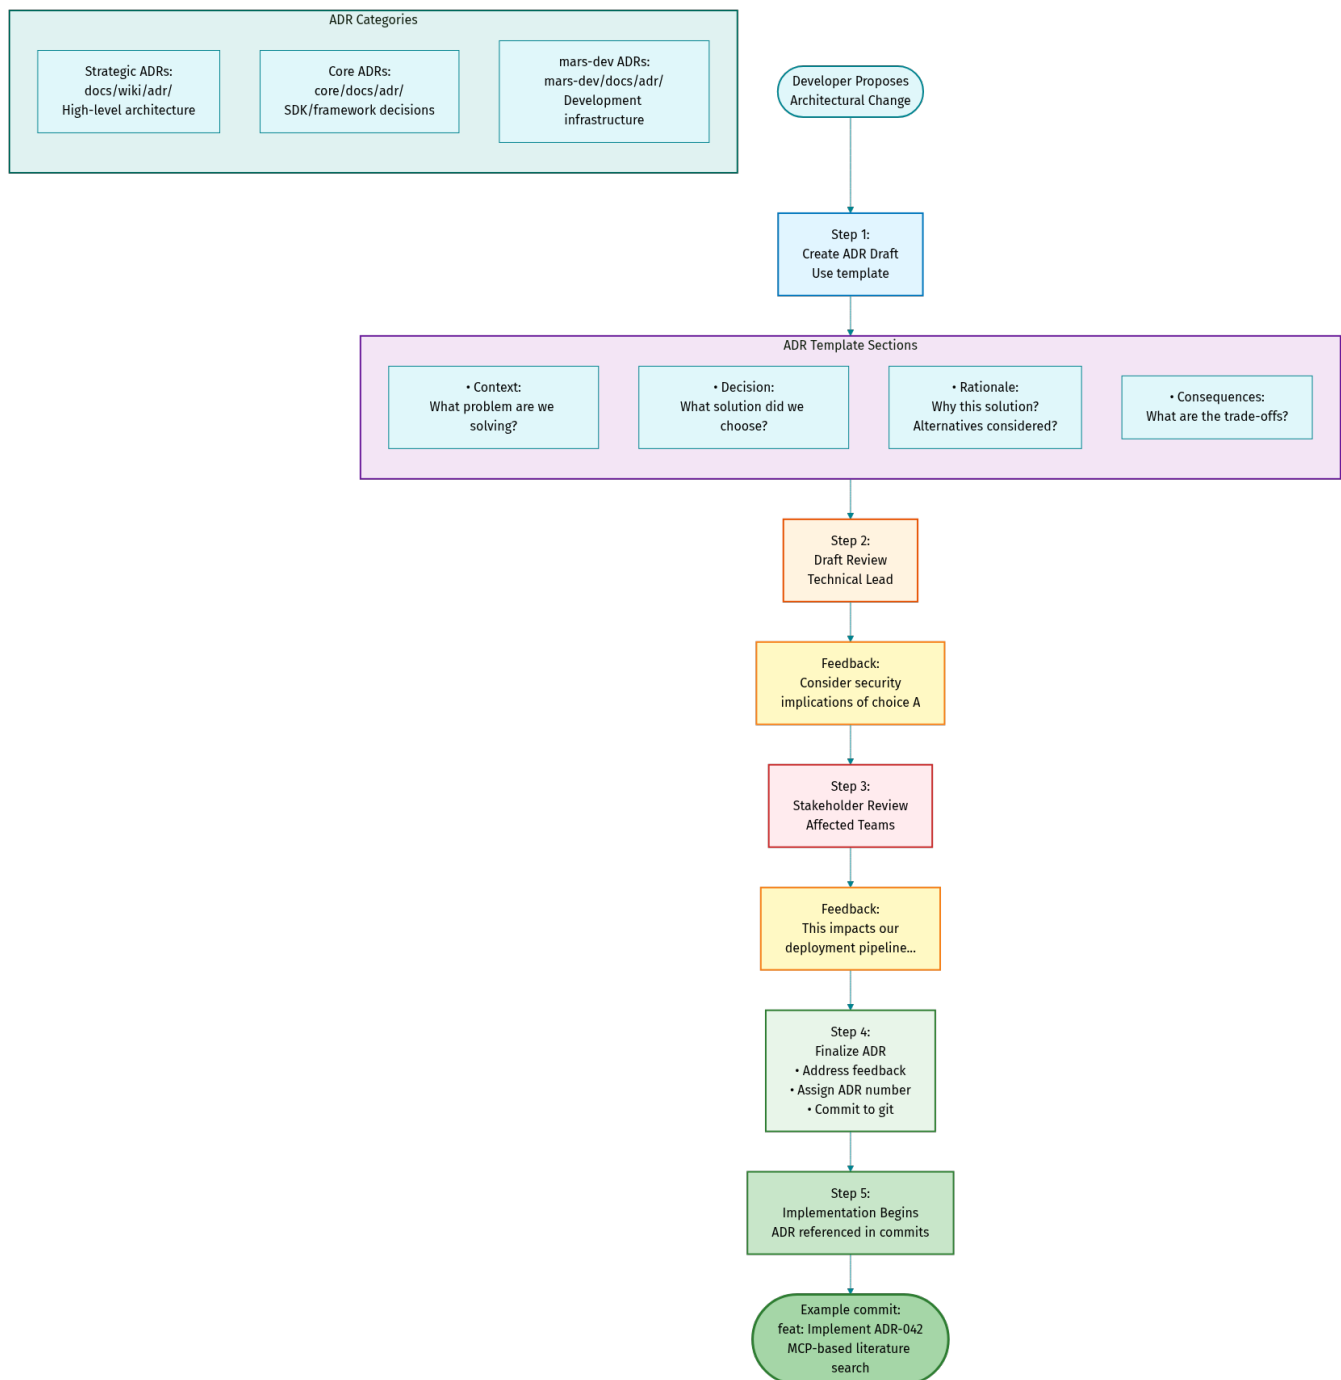 ADR Categories
Strategic ADRs:
docs/wiki/adr/
High-level architecture
Core ADRs:
core/docs/adr/
SDK/framework decisions
mars-dev ADRs:
mars-dev/docs/adr/
Development
infrastructure
Developer Proposes
Architectural Change
Step 1:
Create ADR Draft
Use template
ADR Template Sections
• Context:
What problem are we
solving?
• Decision:
What solution did we
choose?
• Rationale:
Why this solution?
Alternatives considered?
• Consequences:
What are the trade-offs?
Step 2:
Draft Review
Technical Lead
Feedback:
Consider security
implications of choice A
Step 3:
Stakeholder Review
Affected Teams
Feedback:
This impacts our
deployment pipeline...
Step 4:
Finalize ADR
• Address feedback
• Assign ADR number
• Commit to git
Step 5:
Implementation Begins
ADR referenced in commits
Example commit:
feat: Implement ADR-042
MCP-based literature
search